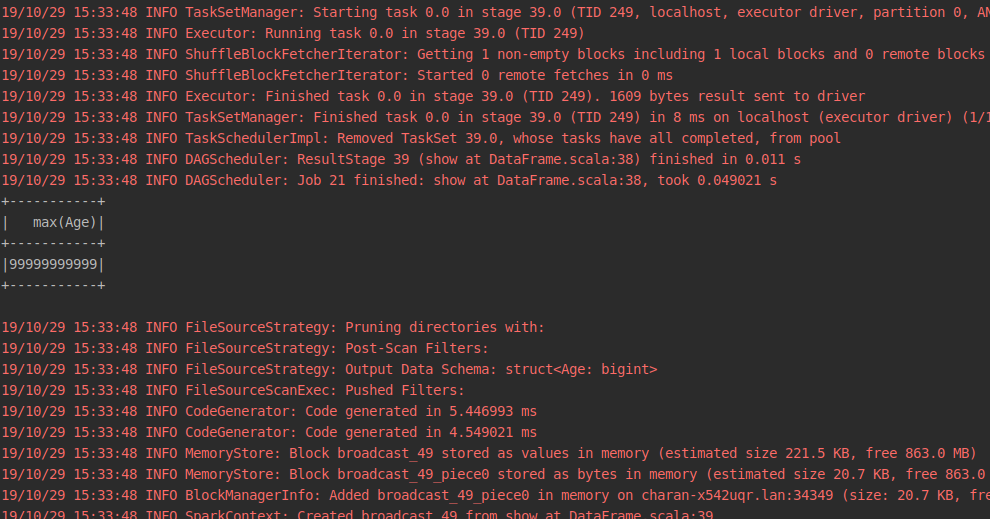 19/10/29 15:33:48 INFO TaskSetManager: Starting task 0.0 in stage 39.0 (TID 249, localhost, executor driver, partition 0, AN
19/10/29 15:33:48 INFO Executor: Running task 0.0 in stage 39.0 (TID 249)
19/10/29 15:33:48 INFO ShuffleBlockFetcherIterator: Getting 1 non-empty blocks including 1 local blocks and 0 remote blocks
19/10/29 15:33:48 INFO ShuffleBlockFetcherIterator: Started 0 remote fetches in 0 ms
19/10/29 15:33:48 INFO Executor: Finished task 0.0 in stage 39.0 (TID 249). 1609 bytes result sent to driver
19/10/29 15:33:48 INFO TaskSetManager: Finished task 0.0 in stage 39.0 (TID 249) in 8 ms on localhost (executor driver) (1/1
19/10/29 15:33:48 INFO TaskSchedulerImpl: Removed TaskSet 39.0, whose tasks have all completed, from pool
19/10/29 15:33:48 INFO DAGScheduler: ResultStage 39 (show at DataFrame.scala:38) finished in 0.011 s
19/10/29 15:33:48 INFO DAGScheduler: Job 21 finished: show at DataFrame.scala:38, took 0.049021 s
+-----------+
|   max(Age)|
+-----------+
|99999999999|
+-----------+
19/10/29 15:33:48 INFO FileSourceStrategy: Pruning directories with:
19/10/29 15:33:48 INFO FileSourceStrategy: Post-Scan Filters:
19/10/29 15:33:48 INFO FileSourceStrategy: Output Data Schema: struct<Age: bigint>
19/10/29 15:33:48 INFO FileSourceScanExec: Pushed Filters:
19/10/29 15:33:48 INFO CodeGenerator: Code generated in 5.446993 ms
19/10/29 15:33:48 INFO CodeGenerator: Code generated in 4.549021 ms
19/10/29 15:33:48 INFO MemoryStore: Block broadcast_49 stored as values in memory (estimated size 221.5 KB, free 863.0 MB)
19/10/29 15:33:48 INFO MemoryStore: Block broadcast_49_piece0 stored as bytes in memory (estimated size 20.7 KB, free 863.0
19/10/29 15:33:48 INFO BlockManagerInfo: Added broadcast_49_piece0 in memory on charan-x542uqr.lan:34349 (size: 20.7 KB, fre
19/10/29 15:33:48 INFO SparkContext: Created broadcast 49 from show at DataFrame.scala:39